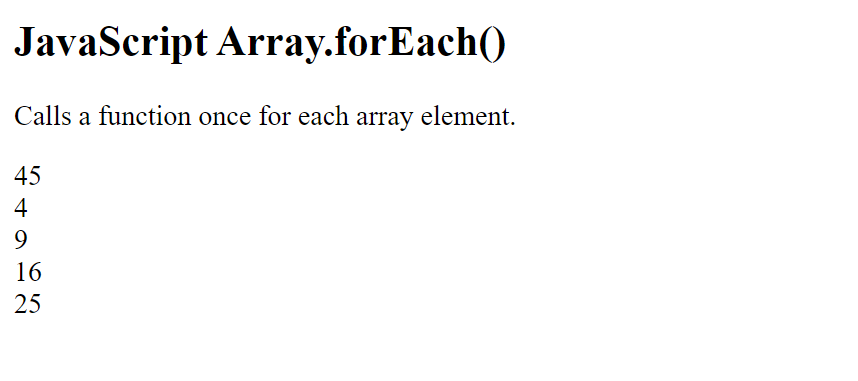 JavaScript Array.forEach()
Calls a function once for each array element.
45
4
9
16
25